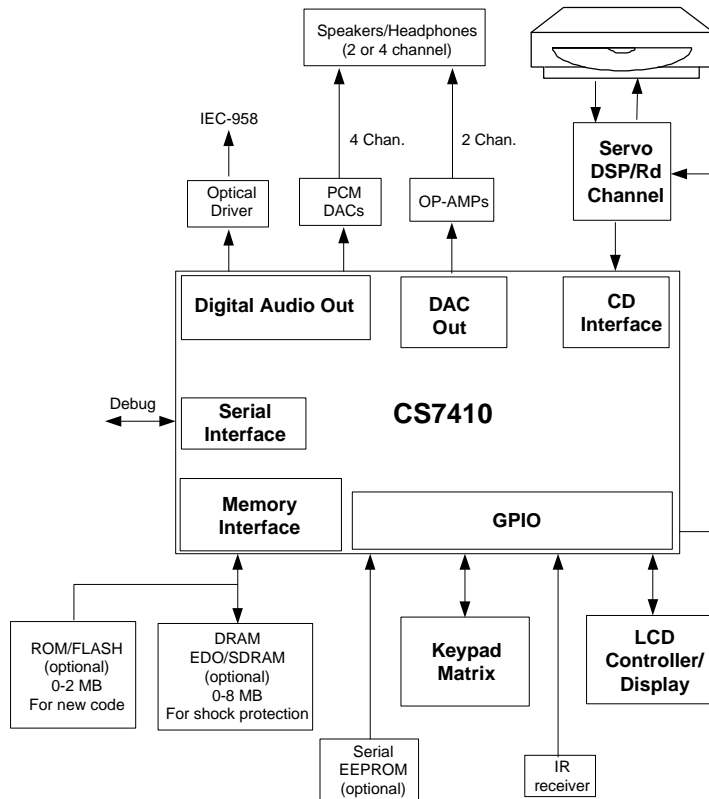 Speakers/Headphones
(2 or 4 channel)
IEC-958
4 Chan.
2 Chan.
Servo
DSP/Rd
Channel
Optical
Driver
PCM
DACs
OP-AMPs
Digital Audio Out
DAC
Out
CD
Interface
Debug
Serial
Interface
CS7410
Memory
Interface
GPIO
ROM/FLASH
(optional)
0-2 MB
For new code
DRAM
EDO/SDRAM
(optional)
0-8 MB
For shock protection
Keypad
Matrix
LCD
Controller/
Display
Serial
EEPROM
(optional)
IR
receiver